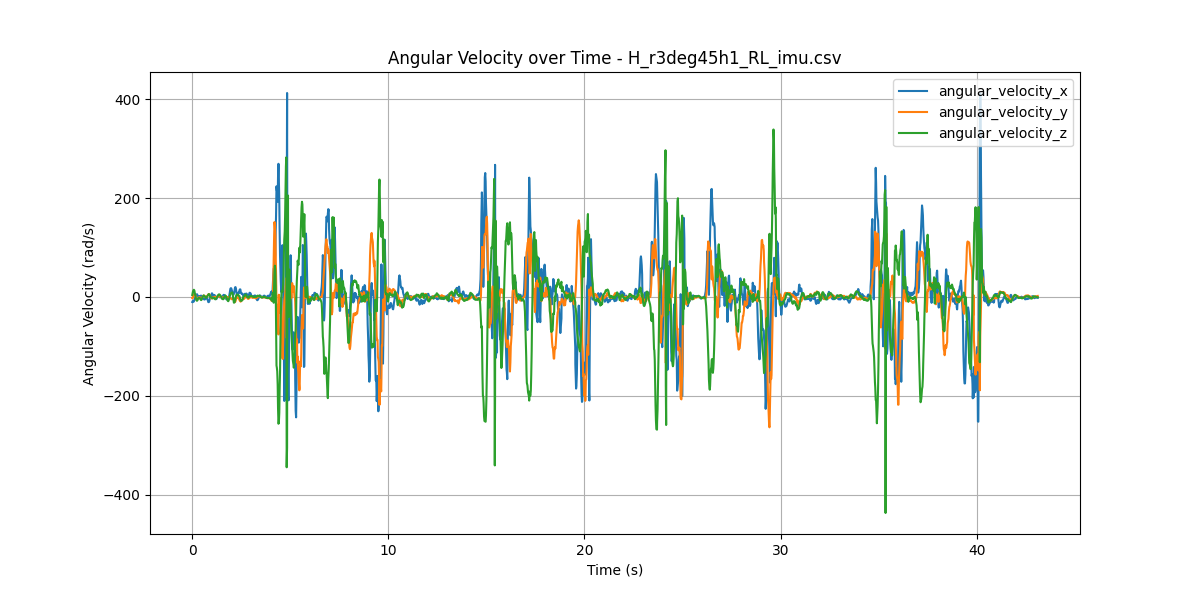 Angular Velocity over Time - H_r3deg45h1_RL_imu.csv
angular_velocity_x
angular_velocity_y
angular_velocity_z
Angular Velocity (rad/s)
400
200
0
−200
−400
0 10 20 30 40
Time (s)